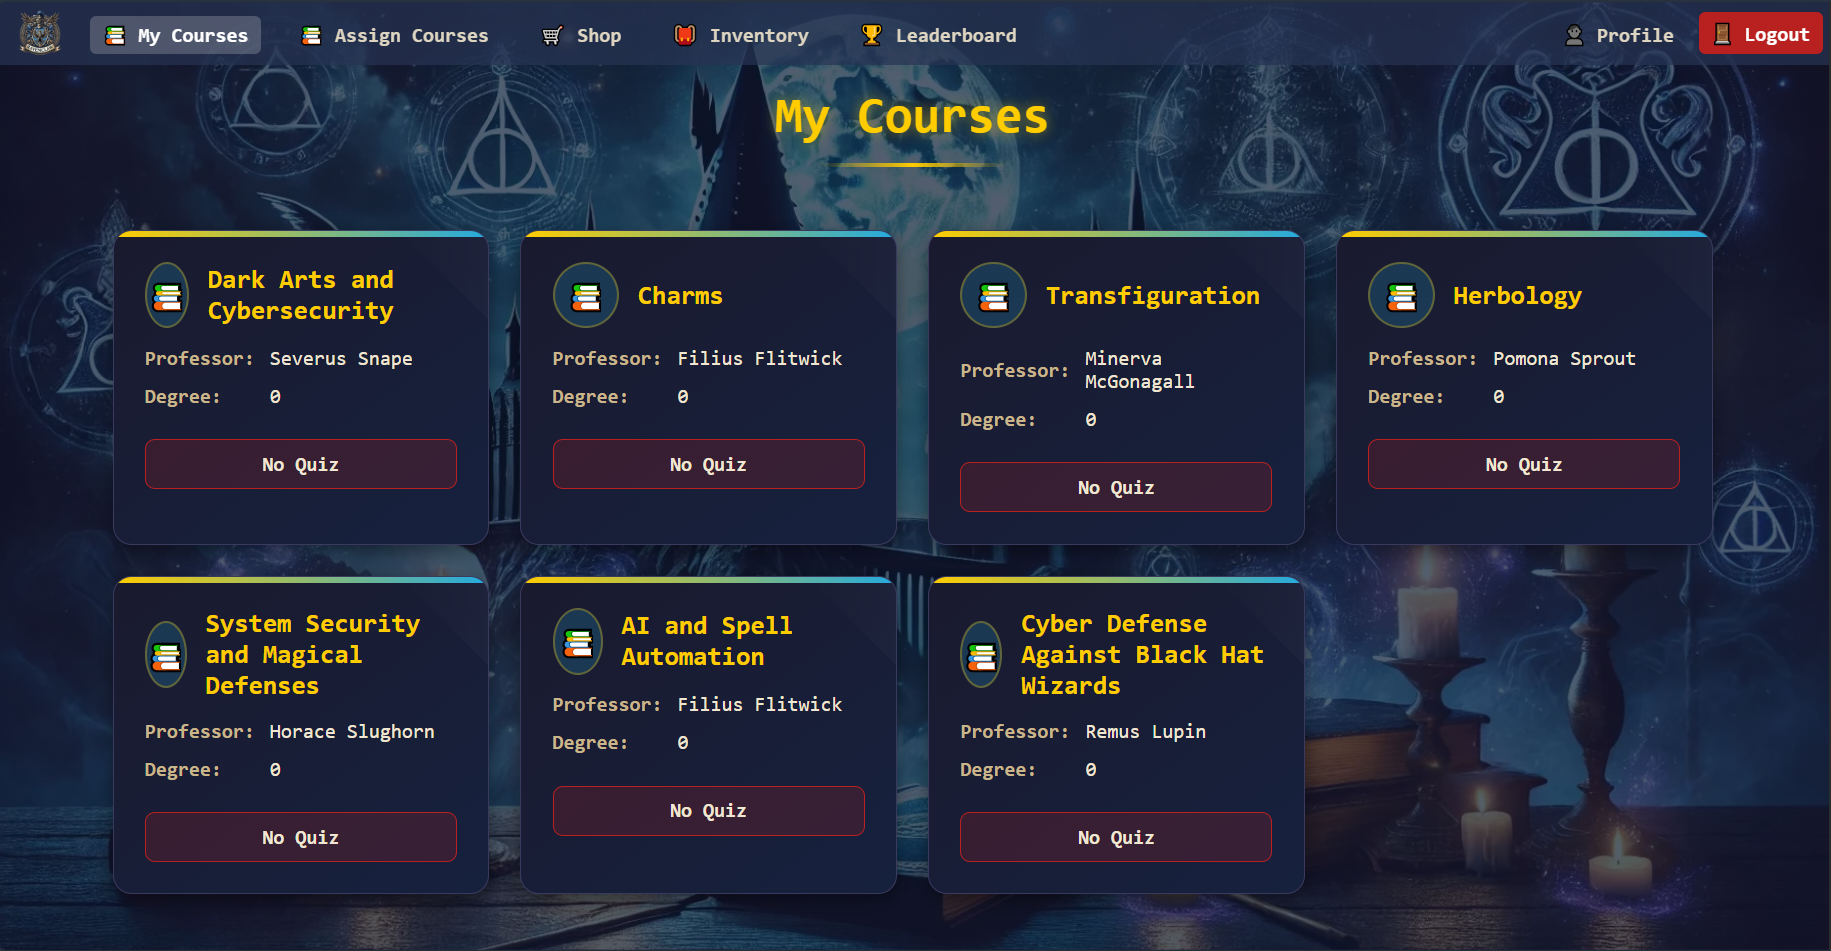 My Courses
Assign Courses
Shop
Inventory
Leaderboard
Profile
Logout
My Courses
Dark Arts and
Cybersecurity
Professor: Severus Snape
Degree: 0
No Quiz
Charms
Professor: Filius Flitwick
Degree: 0
No Quiz
Transfiguration
Professor: Minerva
McGonagall
Degree: 0
No Quiz
Herbology
Professor: Pomona Sprout
Degree: 0
No Quiz
System Security
and Magical
Defenses
Professor: Horace Slughorn
Degree: 0
No Quiz
AI and Spell
Automation
Professor: Filius Flitwick
Degree: 0
No Quiz
Cyber Defense
Against Black Hat
Wizards
Professor: Remus Lupin
Degree: 0
No Quiz